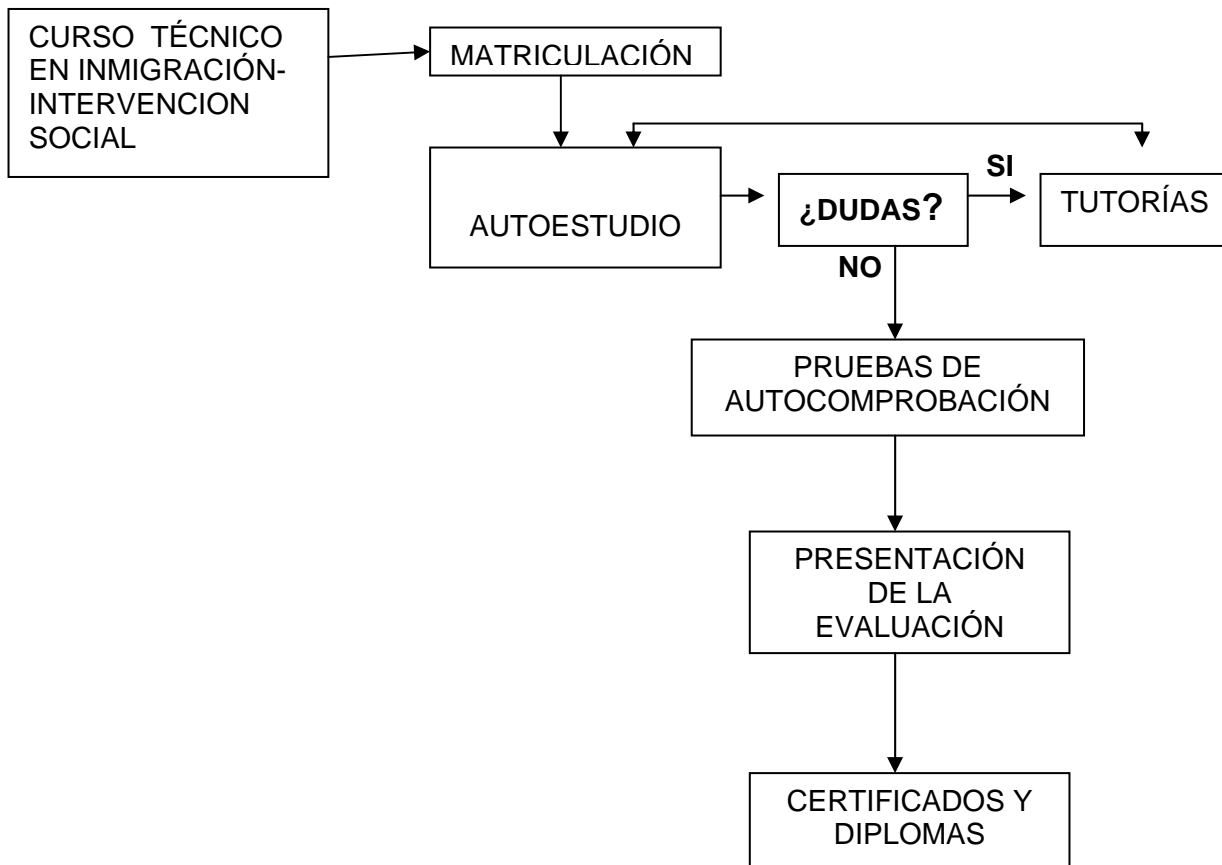 CURSO TÉCNICO
EN INMIGRACIÓN-
INTERVENCION
SOCIAL
MATRICULACIÓN
AUTOESTUDIO
¿DUDAS?
SI
TUTORÍAS
NO
PRUEBAS DE
AUTOCOMPROBACIÓN
PRESENTACIÓN
DE LA
EVALUACIÓN
CERTIFICADOS Y
DIPLOMAS